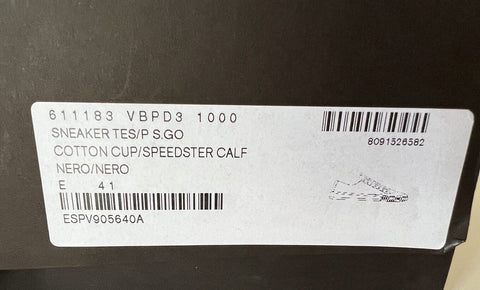 611183 VBPD3 1000
SNEAKER TES/P S.GO
8091526582
COTTON CUP/SPEEDSTER CALF
NERO/NERO
E 41
ESPV905640A